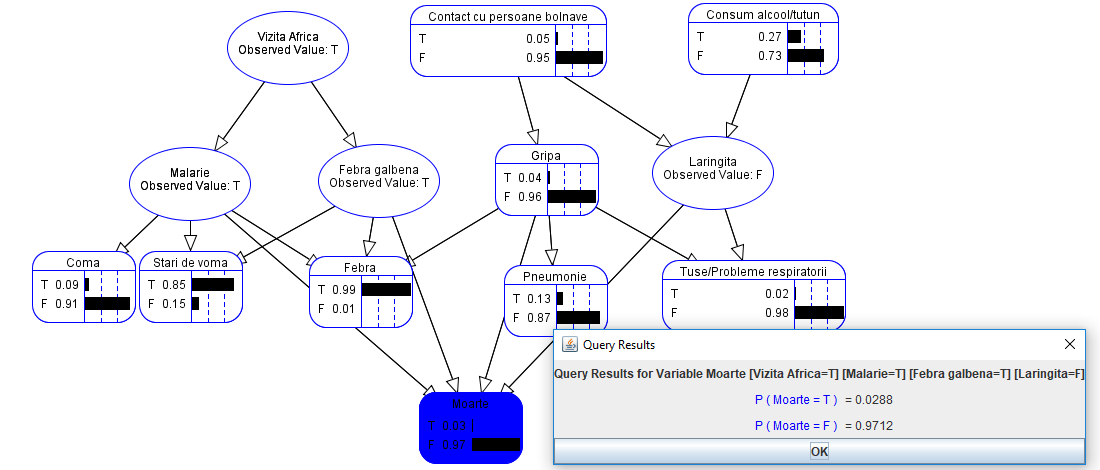 Vizita Africa
Observed Value: T
Contact cu persoane bolnave
T 0.05
F 0.95
Consum alcool/tutun
T 0.27
F 0.73
Malarie
Observed Value: T
Febra galbena
Observed Value: T
Gripa
T 0.04
F 0.96
Laringita
Observed Value: F
Coma
T 0.09
F 0.91
Stari de voma
T 0.85
F 0.15
Febra
T 0.99
F 0.01
Pneumonie
T 0.13
F 0.87
Tuse/Probleme respiratorii
T 0.02
F 0.98
Moarte
T 0.03
F 0.97
Query Results
Query Results for Variable Moarte [Vizita Africa=T] [Malarie=T] [Febra galbena=T] [Laringita=F]
P ( Moarte = T ) = 0.0288
P ( Moarte = F ) = 0.9712
OK